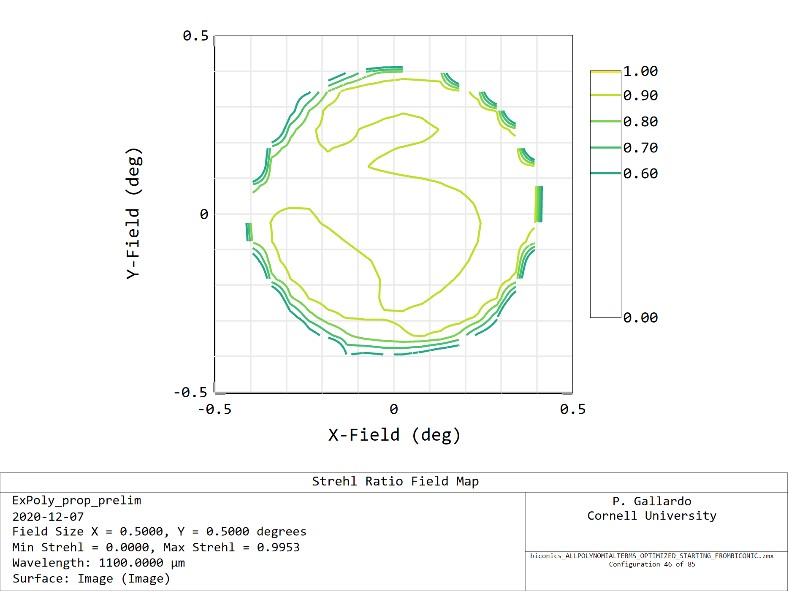 0.5
1.00
0.90
0.80
0.70
0.60
Y-Field (deg)
0
0.00
-0.5
-0.5
0
0.5
X-Field (deg)
Strehl Ratio Field Map
ExPoly_prop_prelim
2020-12-07
Field Size X = 0.5000, Y = 0.5000 degrees
Min Strehl = 0.0000, Max Strehl = 0.9953
Wavelength: 1100.0000 µm
Surface: Image (Image)
P. Gallardo
Cornell University
biconics_ALLPOLYNOMIALTERMS_OPTIMIZED_STARTING_FROMBICONIC.zmx
Configuration 46 of 85